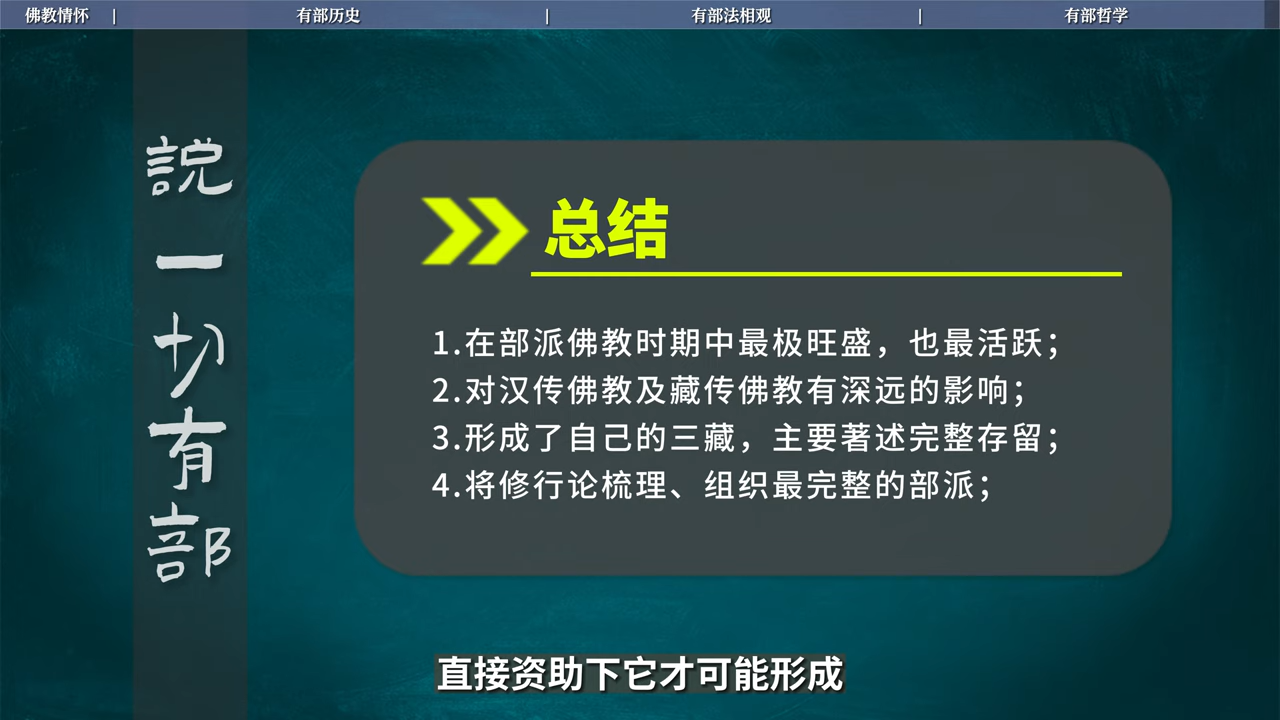 佛教情怀 | 有部历史 | 有部法相观 | 有部哲学
説一切有部
总结
1.在部派佛教时期中最极旺盛，也最活跃；
2.对汉传佛教及藏传佛教有深远的影响；
3.形成了自己的三藏，主要著述完整存留；
4.将修行论梳理、组织最完整的部派；
直接资助下它才可能形成